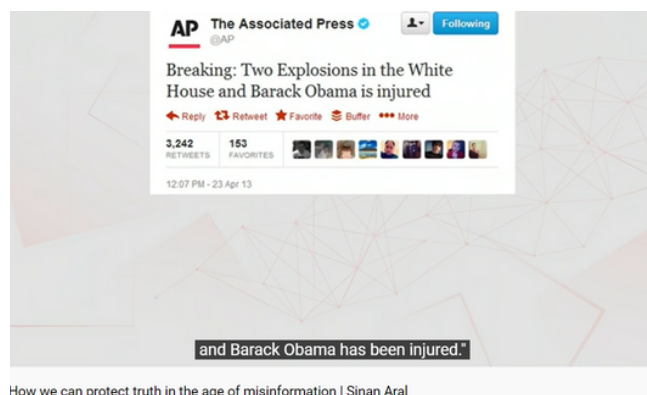 AP The Associated Press
@AP
Following
Breaking: Two Explosions in the White
House and Barack Obama is injured
Reply Retweet Favorite Buffer More
3,242 153
RETWEETS FAVORITES
12:07 PM - 23 Apr 13
and Barack Obama has been injured."
How we can protect truth in the age of misinformation | Sinan Aral